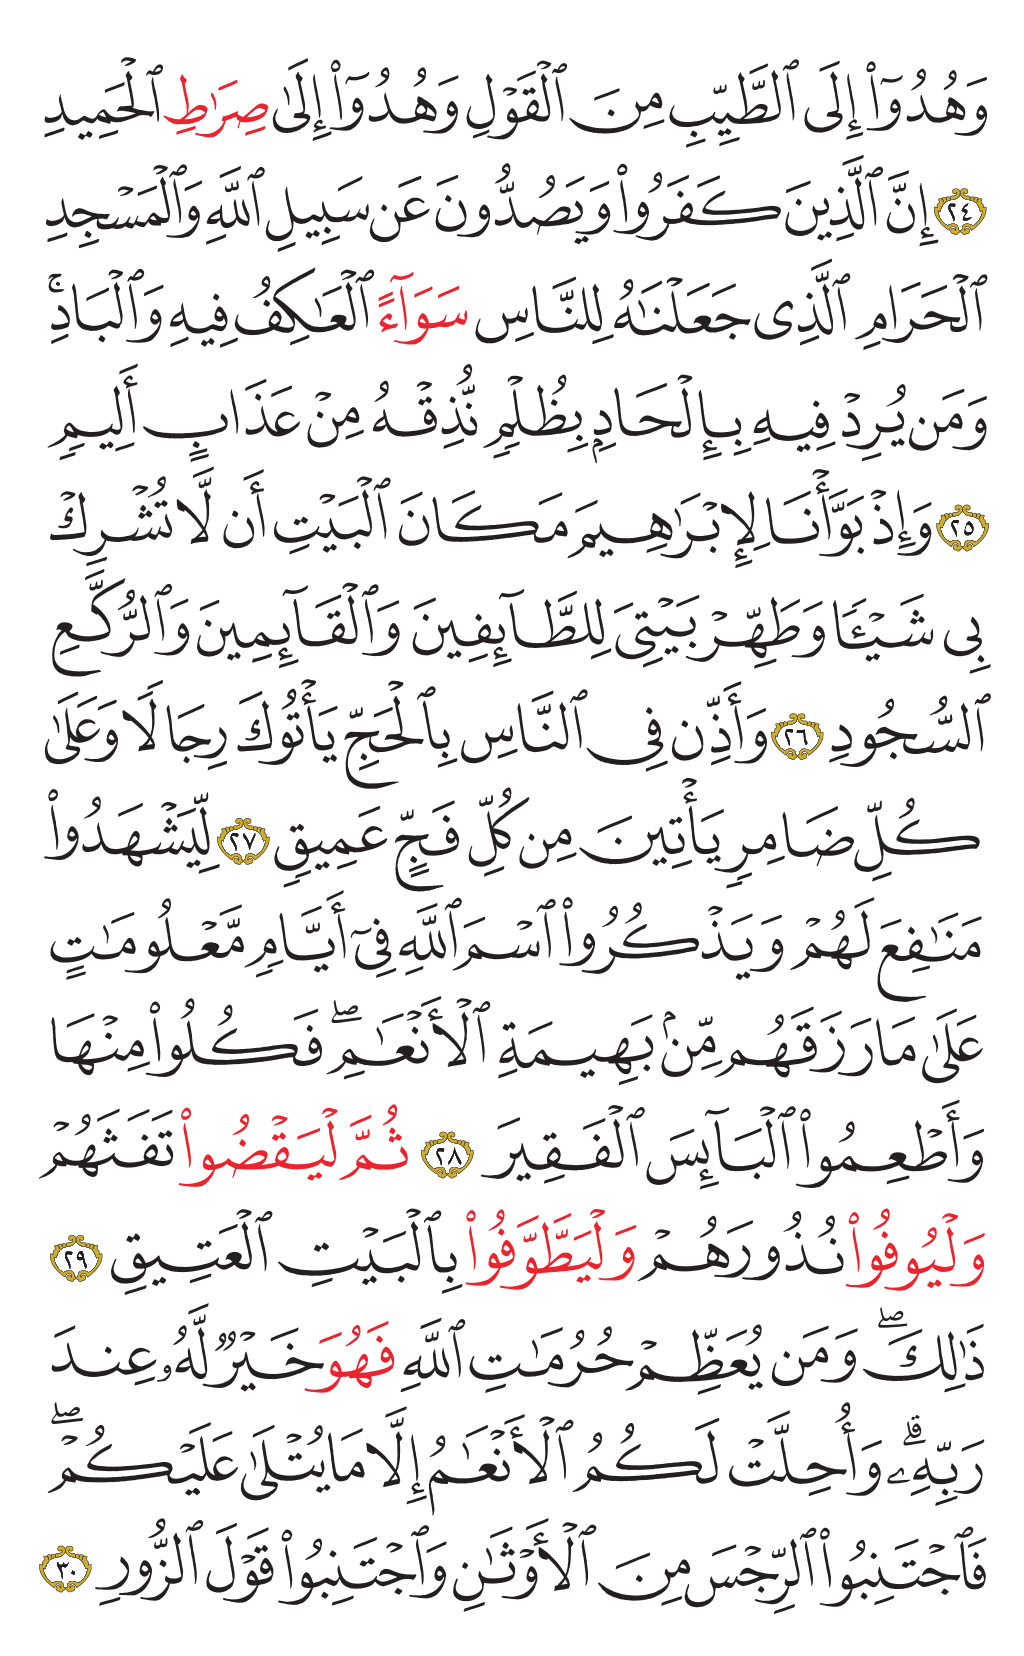 وَهُدُوٓا۟ إِلَى ٱلطَّيِّبِ مِنَ ٱلْقَوْلِ وَهُدُوٓا۟ إِلَىٰ صِرَٰطِ ٱلْحَمِيدِ
٢٤ إِنَّ ٱلَّذِينَ كَفَرُوا۟ وَيَصُدُّونَ عَن سَبِيلِ ٱللَّهِ وَٱلْمَسْجِدِ
ٱلْحَرَامِ ٱلَّذِى جَعَلْنَٰهُ لِلنَّاسِ سَوَآءً ٱلْعَٰكِفُ فِيهِ وَٱلْبَادِۚ
وَمَن يُرِدْ فِيهِ بِإِلْحَادِۭ بِظُلْمٍ نُّذِقْهُ مِنْ عَذَابٍ أَلِيمٍ
٢٥ وَإِذْ بَوَّأْنَا لِإِبْرَٰهِيمَ مَكَانَ ٱلْبَيْتِ أَن لَّا تُشْرِكْ
بِى شَيْـًٔا وَطَهِّرْ بَيْتِىَ لِلطَّآئِفِينَ وَٱلْقَآئِمِينَ وَٱلرُّكَّعِ
ٱلسُّجُودِ ٢٦ وَأَذِّن فِى ٱلنَّاسِ بِٱلْحَجِّ يَأْتُوكَ رِجَالًا وَعَلَىٰ
كُلِّ ضَامِرٍ يَأْتِينَ مِن كُلِّ فَجٍّ عَمِيقٍ ٢٧ لِّيَشْهَدُوا۟
مَنَٰفِعَ لَهُمْ وَيَذْكُرُوا۟ ٱسْمَ ٱللَّهِ فِىٓ أَيَّامٍ مَّعْلُومَٰتٍ
عَلَىٰ مَا رَزَقَهُم مِّنۢ بَهِيمَةِ ٱلْأَنْعَٰمِۖ فَكُلُوا۟ مِنْهَا
وَأَطْعِمُوا۟ ٱلْبَآئِسَ ٱلْفَقِيرَ ٢٨ ثُمَّ لْيَقْضُوا۟ تَفَثَهُمْ
وَلْيُوفُوا۟ نُذُورَهُمْ وَلْيَطَّوَّفُوا۟ بِٱلْبَيْتِ ٱلْعَتِيقِ ٢٩
ذَٰلِكَۖ وَمَن يُعَظِّمْ حُرُمَٰتِ ٱللَّهِ فَهُوَ خَيْرٌ لَّهُۥ عِندَ
رَبِّهِۦۗ وَأُحِلَّتْ لَكُمُ ٱلْأَنْعَٰمُ إِلَّا مَا يُتْلَىٰ عَلَيْكُمْۖ
فَٱجْتَنِبُوا۟ ٱلرِّجْسَ مِنَ ٱلْأَوْثَٰنِ وَٱجْتَنِبُوا۟ قَوْلَ ٱلزُّورِ ٣٠